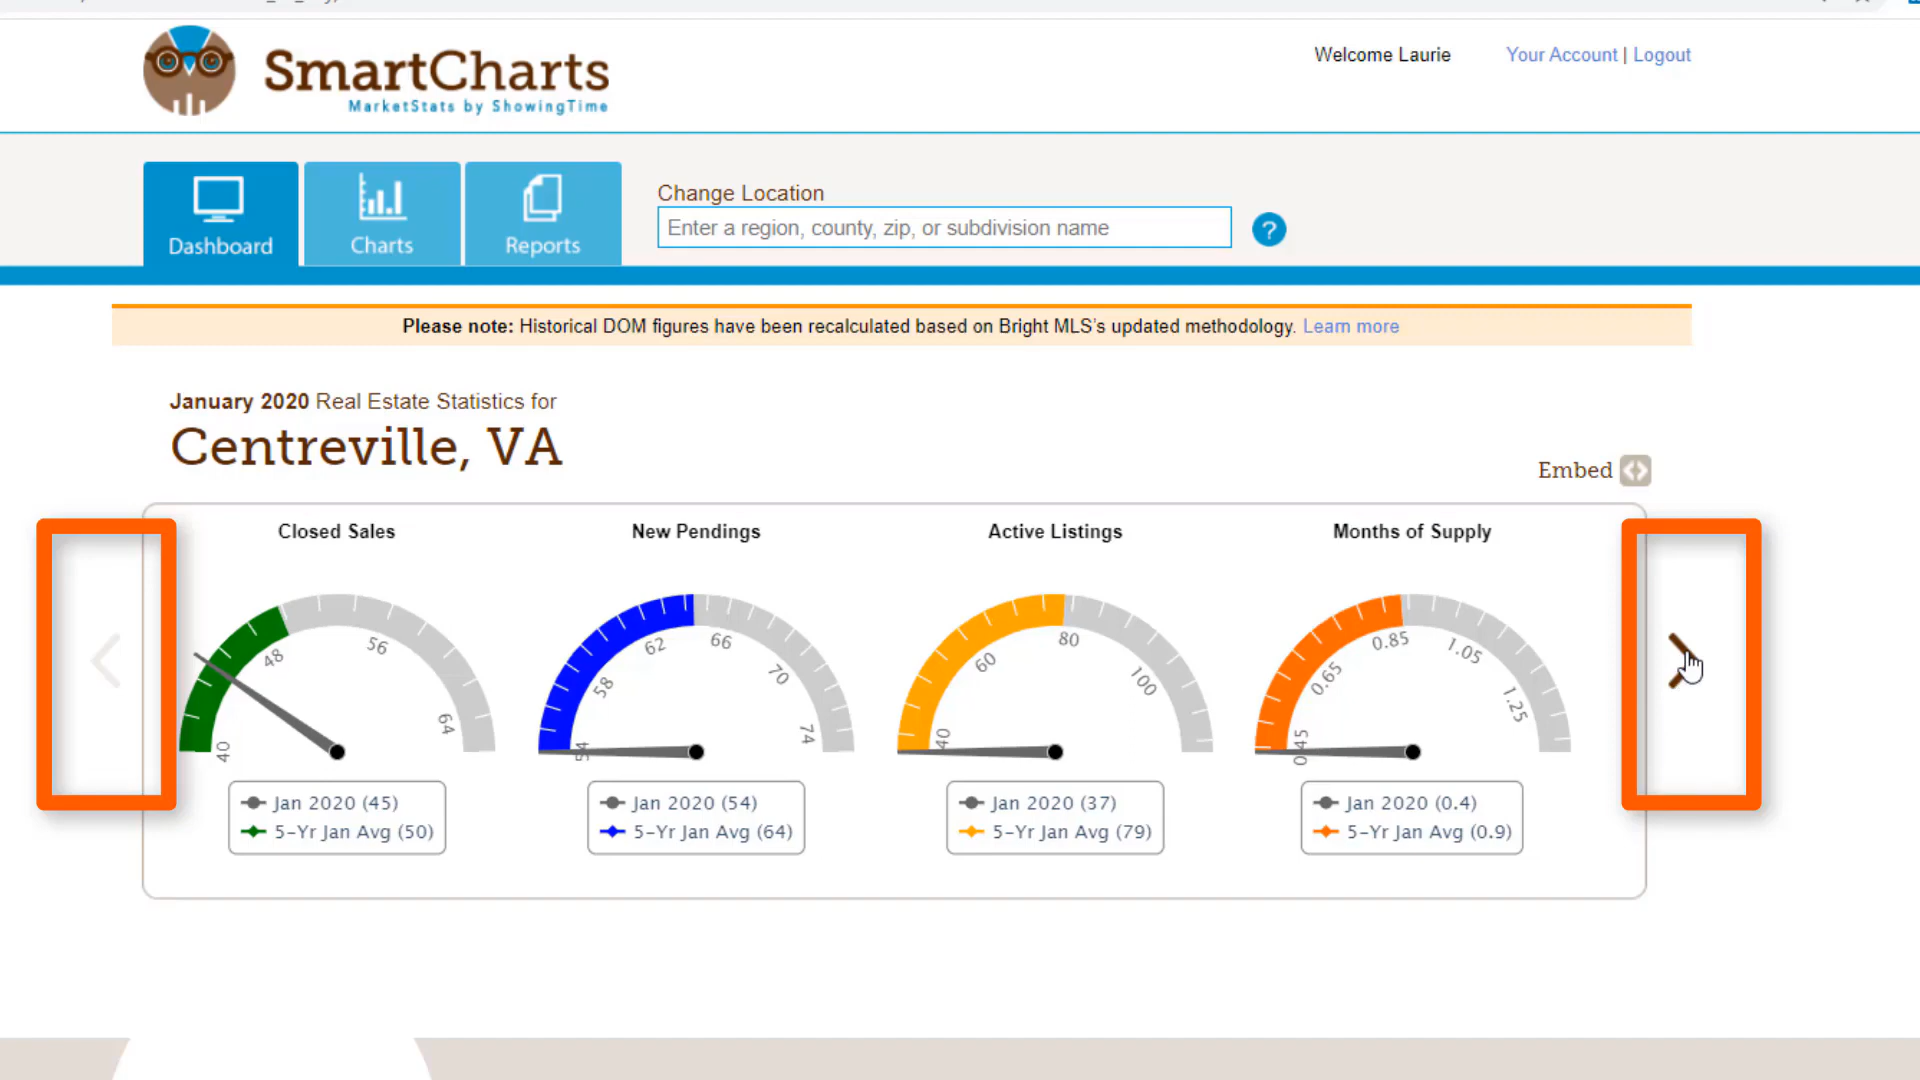 SmartCharts
MarketStats by ShowingTime
Welcome Laurie
Your Account | Logout
Dashboard
Charts
Reports
Change Location
Enter a region, county, zip, or subdivision name
?
Please note: Historical DOM figures have been recalculated based on Bright MLS's updated methodology. Learn more
January 2020 Real Estate Statistics for
Centreville, VA
Embed
Closed Sales
40
48
56
64
Jan 2020 (45)
5-Yr Jan Avg (50)
New Pendings
54
58
62
66
70
74
Jan 2020 (54)
5-Yr Jan Avg (64)
Active Listings
40
60
80
100
Jan 2020 (37)
5-Yr Jan Avg (79)
Months of Supply
0.45
0.65
0.85
1.05
1.25
Jan 2020 (0.4)
5-Yr Jan Avg (0.9)